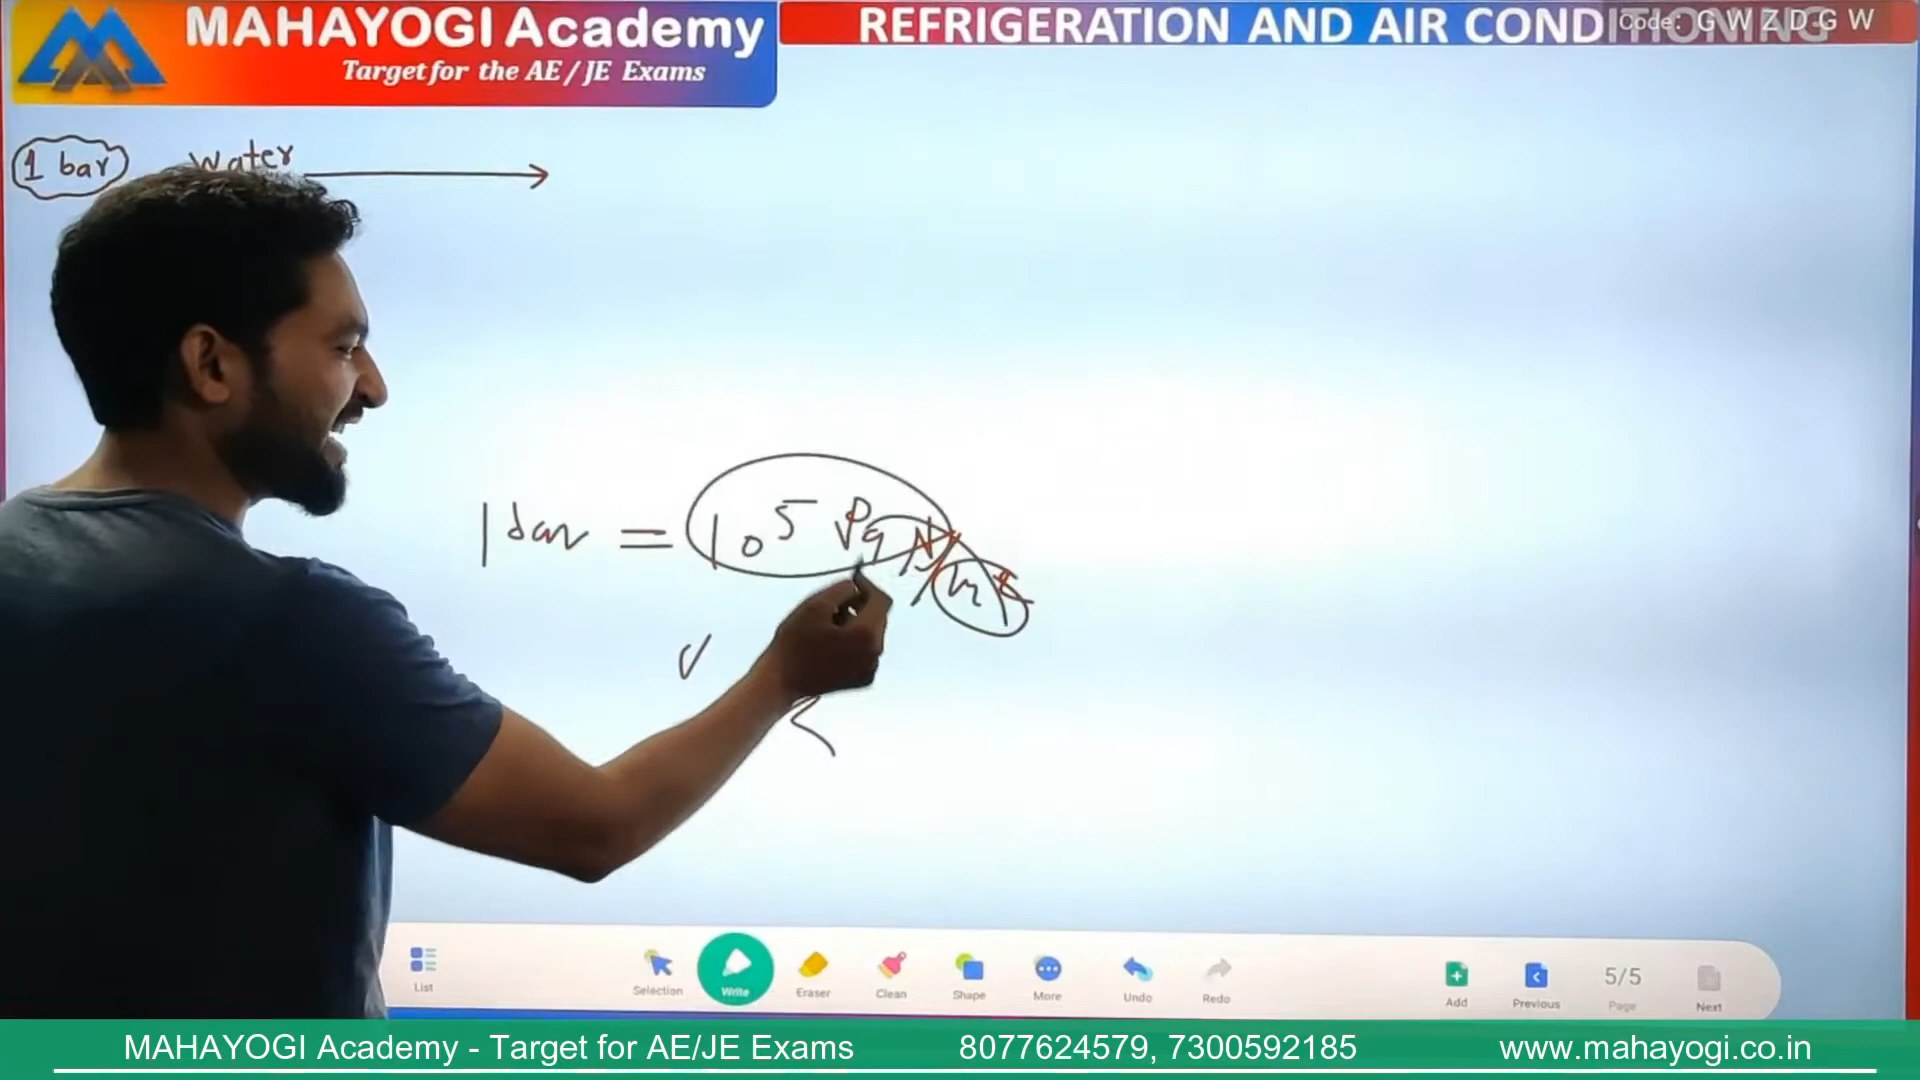 MAHAYOGI Academy
Target for the AE / JE Exams
REFRIGERATION AND AIR CONDITIONING
Code: G W Z D G W
1 bar Water
1 bar = 10⁵ Pa N/m²
List
Selection
Write
Eraser
Clean
Shape
More
Undo
Redo
Add
Previous
5/5
Page
Next
MAHAYOGI Academy - Target for AE/JE Exams 8077624579, 7300592185 www.mahayogi.co.in